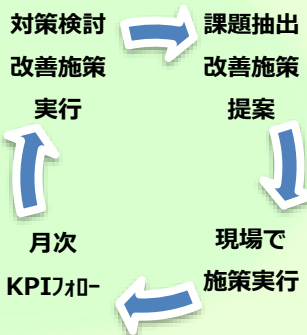 対策検討
改善施策
実行
課題抽出
改善施策
提案
現場で
施策実行
月次
KPIﾌｫﾛｰ